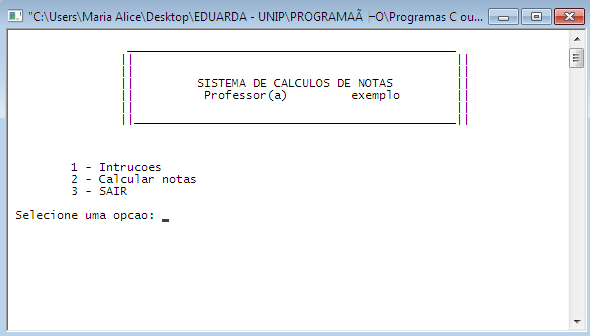 "C:\Users\Maria Alice\Desktop\EDUARDA - UNIP\PROGRAMAÃ├O\Programas C ou...
SISTEMA DE CALCULOS DE NOTAS
Professor(a) exemplo
1 - Intrucoes
2 - Calcular notas
3 - SAIR
Selecione uma opcao: